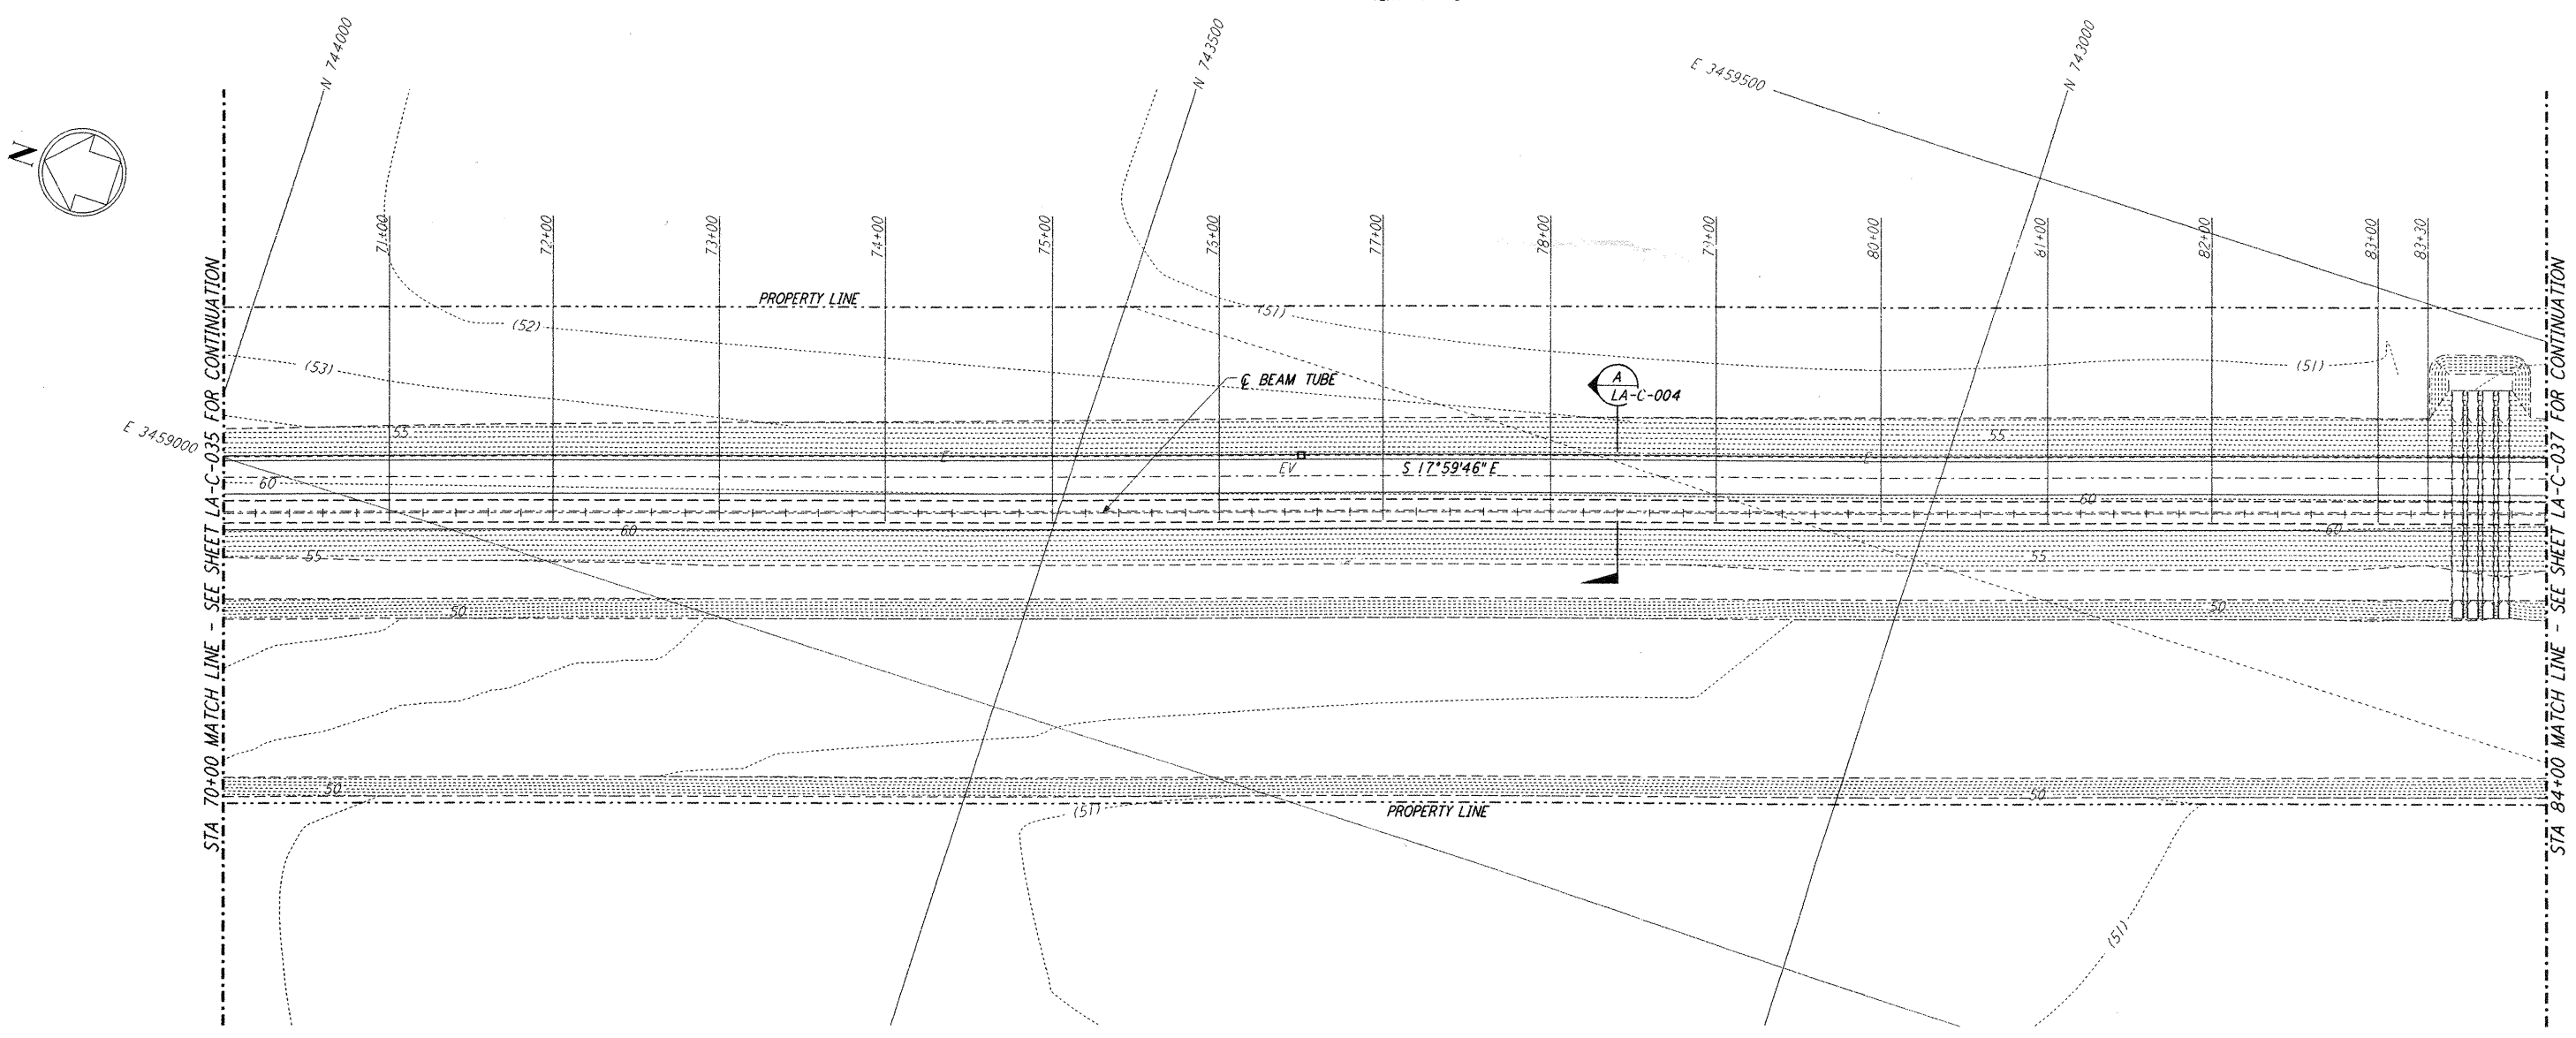 N 744000
N 743500
N 743000
E 3459500
N
71+00
72+00
73+00
74+00
75+00
76+00
77+00
78+00
79+00
80+00
81+00
82+00
83+00
83+30
PROPERTY LINE
(52)
(51)
(53)
(51)
℄ BEAM TUBE
A
LA-C-004
E 3459000
55
55
E
EV
S 17°59'46" E
E
60
60
60
60
55
55
50
50
50
50
(51)
PROPERTY LINE
(51)
STA 70+00 MATCH LINE - SEE SHEET LA-C-035 FOR CONTINUATION
STA 84+00 MATCH LINE - SEE SHEET LA-C-037 FOR CONTINUATION